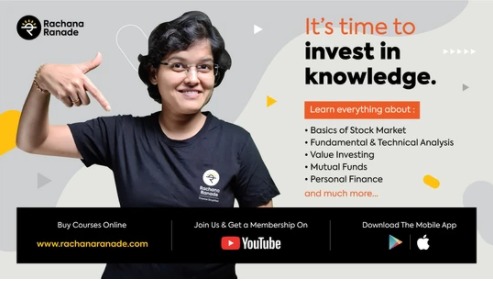 Rachana
Ranade
It's time to
invest in
knowledge.
Learn everything about :
• Basics of Stock Market
• Fundamental & Technical Analysis
• Value Investing
• Mutual Funds
• Personal Finance
and much more...
Rachana
Ranade
Buy Courses Online
www.rachanaranade.com
Join Us & Get a Membership On
YouTube
Download The Mobile App